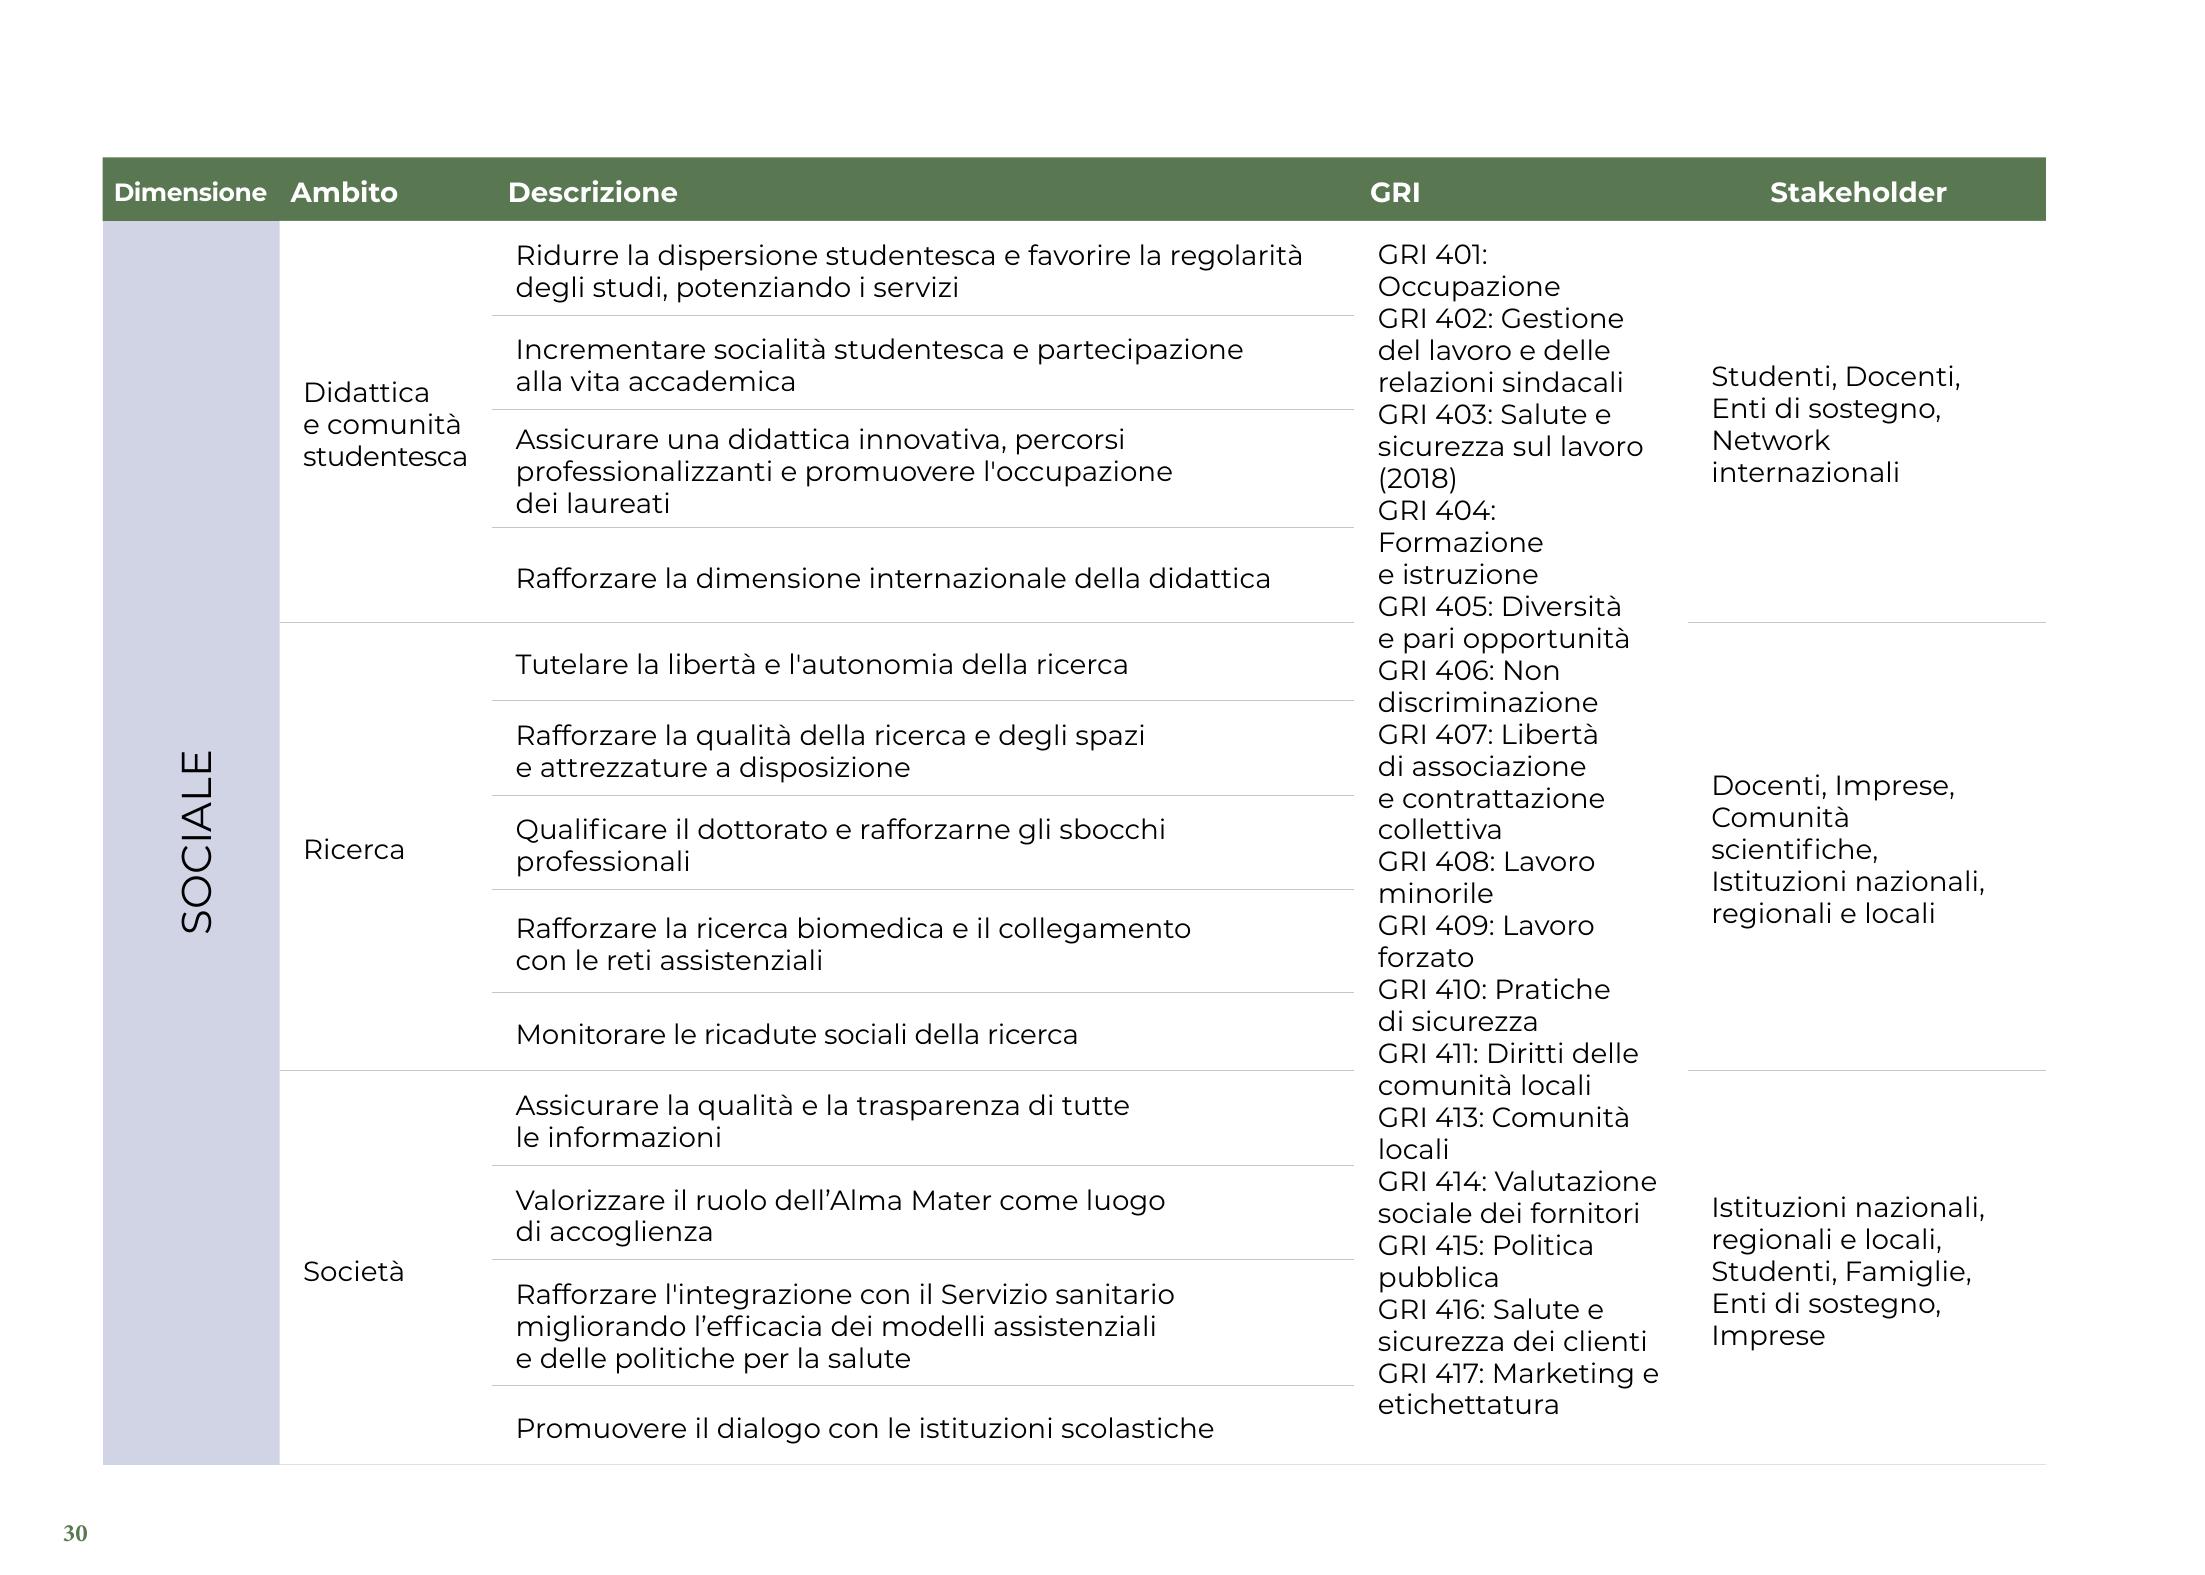 Dimensione Ambito Descrizione GRI Stakeholder
SOCIALE
Didattica
e comunità
studentesca
Ridurre la dispersione studentesca e favorire la regolarità
degli studi, potenziando i servizi
Incrementare socialità studentesca e partecipazione
alla vita accademica
Assicurare una didattica innovativa, percorsi
professionalizzanti e promuovere l'occupazione
dei laureati
Rafforzare la dimensione internazionale della didattica
Studenti, Docenti,
Enti di sostegno,
Network
internazionali
Ricerca
Tutelare la libertà e l'autonomia della ricerca
Rafforzare la qualità della ricerca e degli spazi
e attrezzature a disposizione
Qualificare il dottorato e rafforzarne gli sbocchi
professionali
Rafforzare la ricerca biomedica e il collegamento
con le reti assistenziali
Monitorare le ricadute sociali della ricerca
Docenti, Imprese,
Comunità
scientifiche,
Istituzioni nazionali,
regionali e locali
Società
Assicurare la qualità e la trasparenza di tutte
le informazioni
Valorizzare il ruolo dell’Alma Mater come luogo
di accoglienza
Rafforzare l'integrazione con il Servizio sanitario
migliorando l’efficacia dei modelli assistenziali
e delle politiche per la salute
Promuovere il dialogo con le istituzioni scolastiche
Istituzioni nazionali,
regionali e locali,
Studenti, Famiglie,
Enti di sostegno,
Imprese
GRI 401:
Occupazione
GRI 402: Gestione
del lavoro e delle
relazioni sindacali
GRI 403: Salute e
sicurezza sul lavoro
(2018)
GRI 404:
Formazione
e istruzione
GRI 405: Diversità
e pari opportunità
GRI 406: Non
discriminazione
GRI 407: Libertà
di associazione
e contrattazione
collettiva
GRI 408: Lavoro
minorile
GRI 409: Lavoro
forzato
GRI 410: Pratiche
di sicurezza
GRI 411: Diritti delle
comunità locali
GRI 413: Comunità
locali
GRI 414: Valutazione
sociale dei fornitori
GRI 415: Politica
pubblica
GRI 416: Salute e
sicurezza dei clienti
GRI 417: Marketing e
etichettatura
30